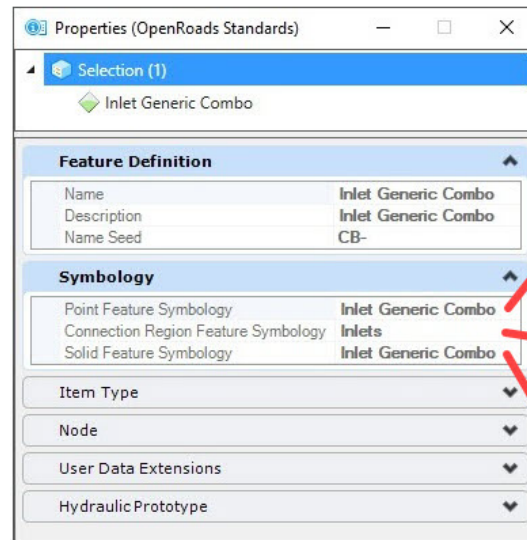 Properties (OpenRoads Standards)
Selection (1)
Inlet Generic Combo
Feature Definition
Name Inlet Generic Combo
Description Inlet Generic Combo
Name Seed CB-
Symbology
Point Feature Symbology Inlet Generic Combo
Connection Region Feature Symbology Inlets
Solid Feature Symbology Inlet Generic Combo
Item Type
Node
User Data Extensions
Hydraulic Prototype